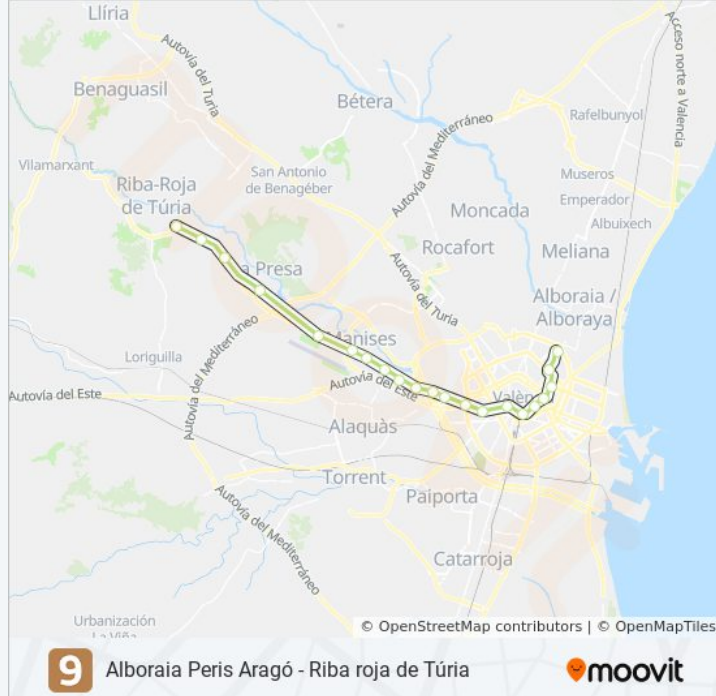 Llíria
Autovía del Turia
Acceso norte a Valencia
Benaguasil
Bétera
Autovía del Mediterráneo
Rafelbunyol
Vilamarxant
San Antonio
de Benagéber
Museros
Riba-Roja
de Túria
Emperador
Moncada
Albuixech
Rocafort
Meliana
a Presa
Autovía del Turia
Alboraia /
Alboraya
Manises
Loriguilla
Autovía del Mediterráneo
Autovía del Este
Autovía del Este
Valèn
Alaquàs
Torrent
Paiporta
Autovía del Mediterráneo
Catarroja
Urbanización
La Viña
© OpenStreetMap contributors | © OpenMapTiles
9 Alboraia Peris Aragó - Riba roja de Túria moovit